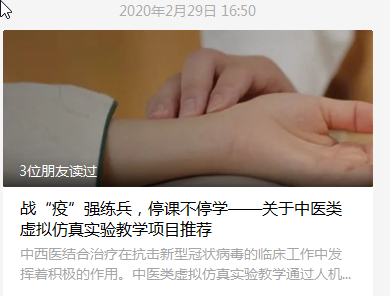 2020年2月29日 16:50
3位朋友读过
战“疫”强练兵，停课不停学——关于中医类
虚拟仿真实验教学项目推荐
中西医结合治疗在抗击新型冠状病毒的临床工作中发
挥着积极的作用。中医类虚拟仿真实验教学通过人机...